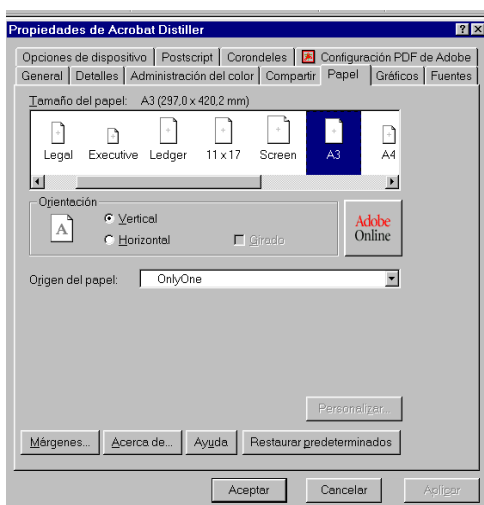 Propiedades de Acrobat Distiller
Opciones de dispositivo Postscript Corondeles Configuración PDF de Adobe
General Detalles Administración del color Compartir Papel Gráficos Fuentes
Tamaño del papel: A3 (297,0 x 420,2 mm)
Legal Executive Ledger 11 x 17 Screen A3 A4
Orientación
A
Vertical
Horizontal
Girado
Adobe
Online
Origen del papel: OnlyOne
Personalizar...
Márgenes... Acerca de... Ayuda Restaurar predeterminados
Aceptar Cancelar Aplicar